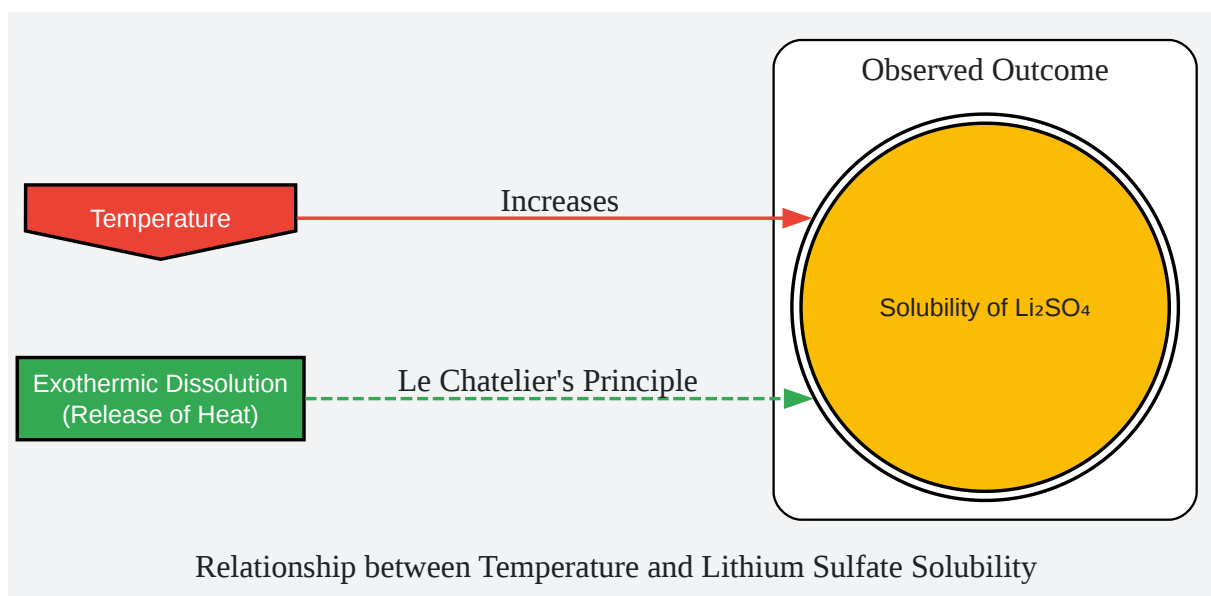 Observed Outcome
Increases
Temperature
Solubility of Li₂SO₄
Le Chatelier's Principle
Exothermic Dissolution
(Release of Heat)
Relationship between Temperature and Lithium Sulfate Solubility